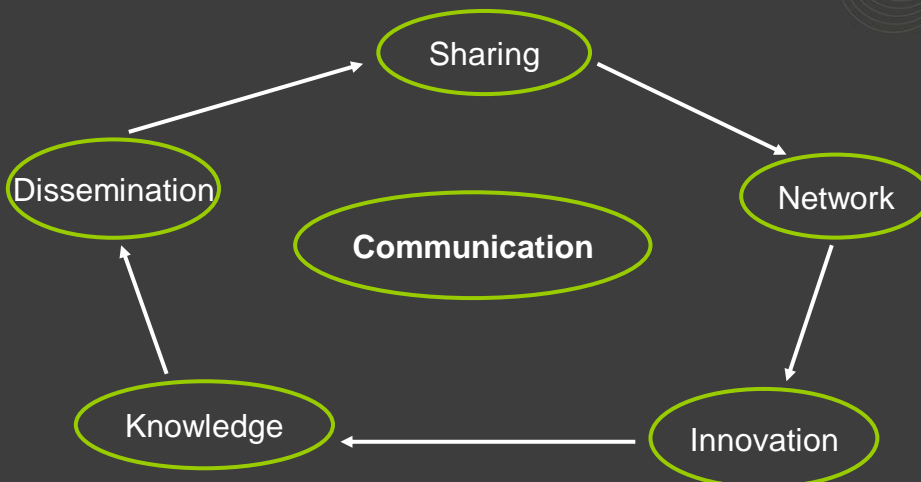 Sharing
Dissemination
Network
Communication
Knowledge
Innovation